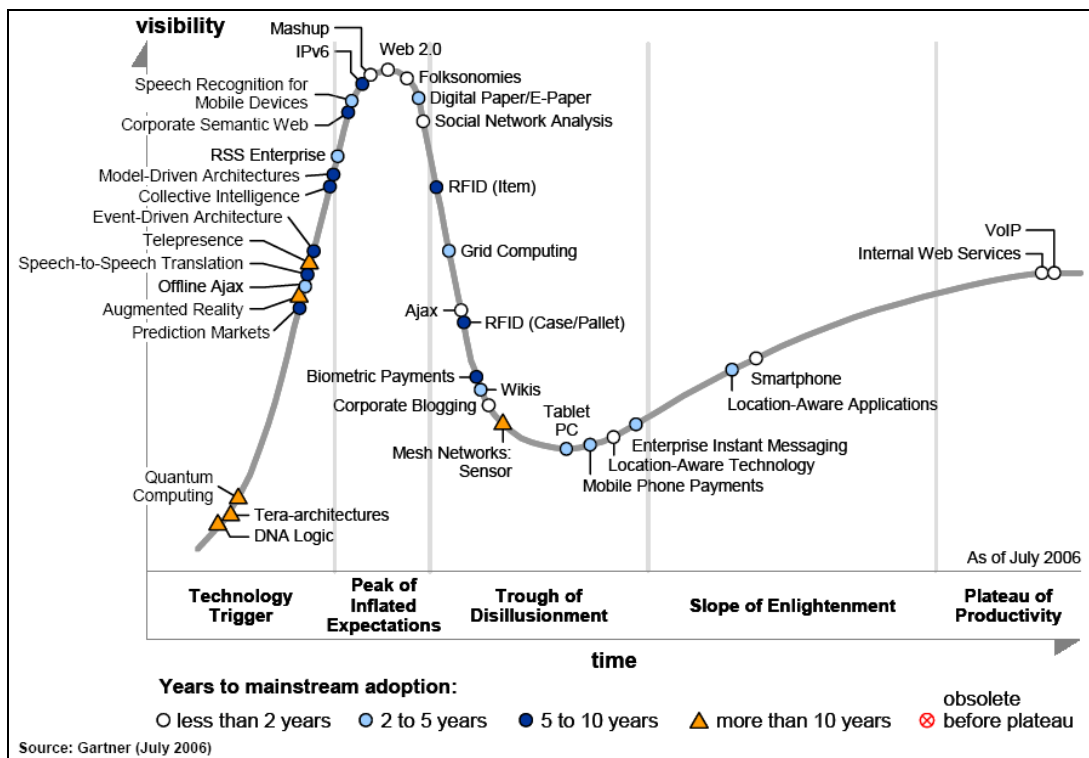 visibility
Mashup
Web 2.0
IPv6
Folksonomies
Speech Recognition for
Mobile Devices
Digital Paper/E-Paper
Corporate Semantic Web
Social Network Analysis
RSS Enterprise
Model-Driven Architectures
Collective Intelligence
RFID (Item)
Event-Driven Architecture
Telepresence
Grid Computing
Speech-to-Speech Translation
Offline Ajax
Augmented Reality
Prediction Markets
VoIP
Internal Web Services
Ajax
RFID (Case/Pallet)
Biometric Payments
Wikis
Corporate Blogging
Smartphone
Location-Aware Applications
Tablet
PC
Mesh Networks:
Sensor
Enterprise Instant Messaging
Location-Aware Technology
Mobile Phone Payments
Quantum
Computing
Tera-architectures
DNA Logic
As of July 2006
Technology
Trigger
Peak of
Inflated
Expectations
Trough of
Disillusionment
Slope of Enlightenment
Plateau of
Productivity
time
Years to mainstream adoption:
less than 2 years
2 to 5 years
5 to 10 years
more than 10 years
obsolete
before plateau
Source: Gartner (July 2006)